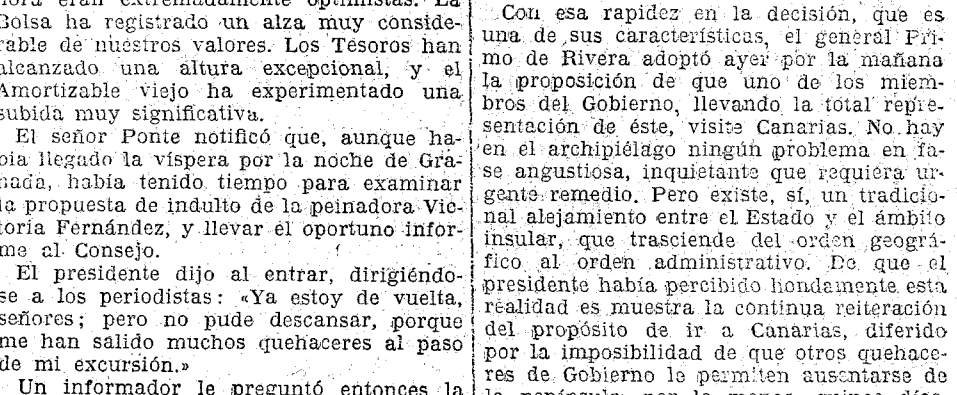 hora eran extremadamente optimistas. La
Bolsa ha registrado un alza muy conside-
rable de nuestros valores. Los Tesoros han
alcanzado una altura excepcional, y el
Amortizable viejo ha experimentado una
subida muy significativa.
El señor Ponte notificó que, aunque ha-
bía llegado la víspera por la noche de Gra-
nada, había tenido tiempo para examinar
la propuesta de indulto de la peinadora Vic-
toria Fernández, y llevar el oportuno infor-
me al Consejo.
El presidente dijo al entrar, dirigiéndo-
se a los periodistas: «Ya estoy de vuelta,
señores; pero no pude descansar, porque
me han salido muchos quehaceres al paso
de mi excursión.»
Un informador le preguntó entonces la
Con esa rapidez en la decisión, que es
una de sus características, el general Pri-
mo de Rivera adoptó ayer por la mañana
la proposición de que uno de los miem-
bros del Gobierno, llevando la total repre-
sentación de éste, visite Canarias. No hay
en el archipiélago ningún problema en fa-
se angustiosa, inquietante que requiera ur-
gente remedio. Pero existe, sí, un tradicio-
nal alejamiento entre el Estado y el ámbito
insular, que trasciende del orden geográ-
fico al orden administrativo. De que el
presidente había percibido hondamente esta
realidad es muestra la continua reiteración
del propósito de ir a Canarias, diferido
por la imposibilidad de que otros quehace-
res de Gobierno le permiten ausentarse de
la península, por lo menos, quince días